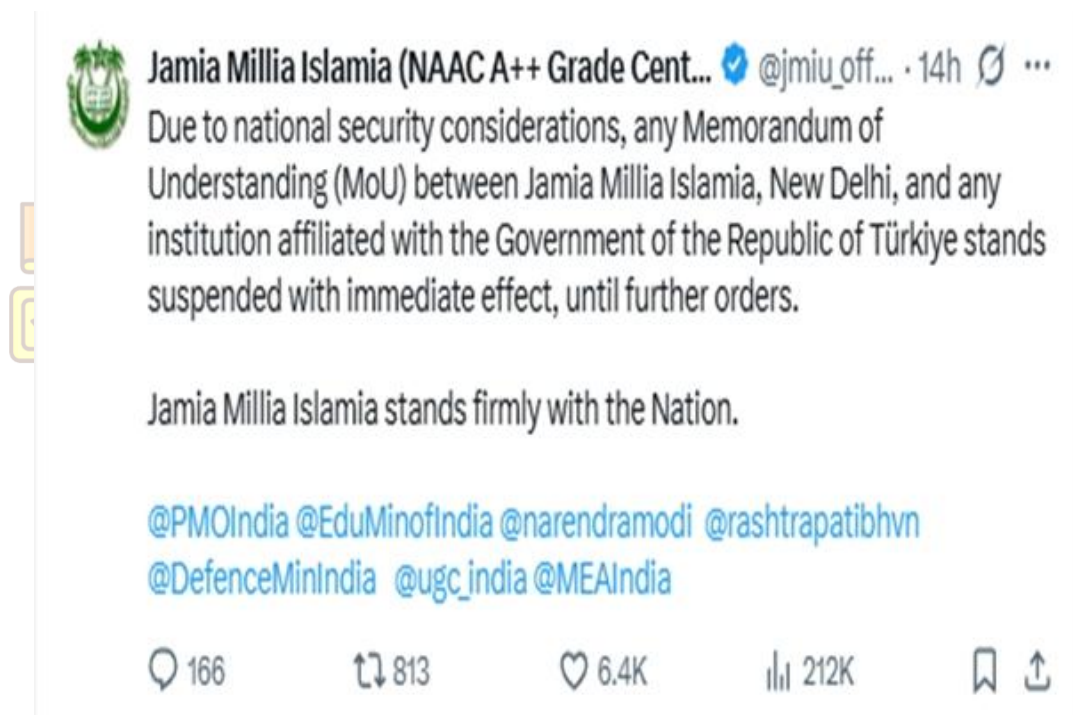 Jamia Millia Islamia (NAAC A++ Grade Cent... @jmiu_off... · 14h ···
Due to national security considerations, any Memorandum of
Understanding (MoU) between Jamia Millia Islamia, New Delhi, and any
institution affiliated with the Government of the Republic of Türkiye stands
suspended with immediate effect, until further orders.
Jamia Millia Islamia stands firmly with the Nation.
@PMOIndia @EduMinofIndia @narendramodi @rashtrapatibhvn
@DefenceMinIndia @ugc_india @MEAIndia
166 813 6.4K 212K